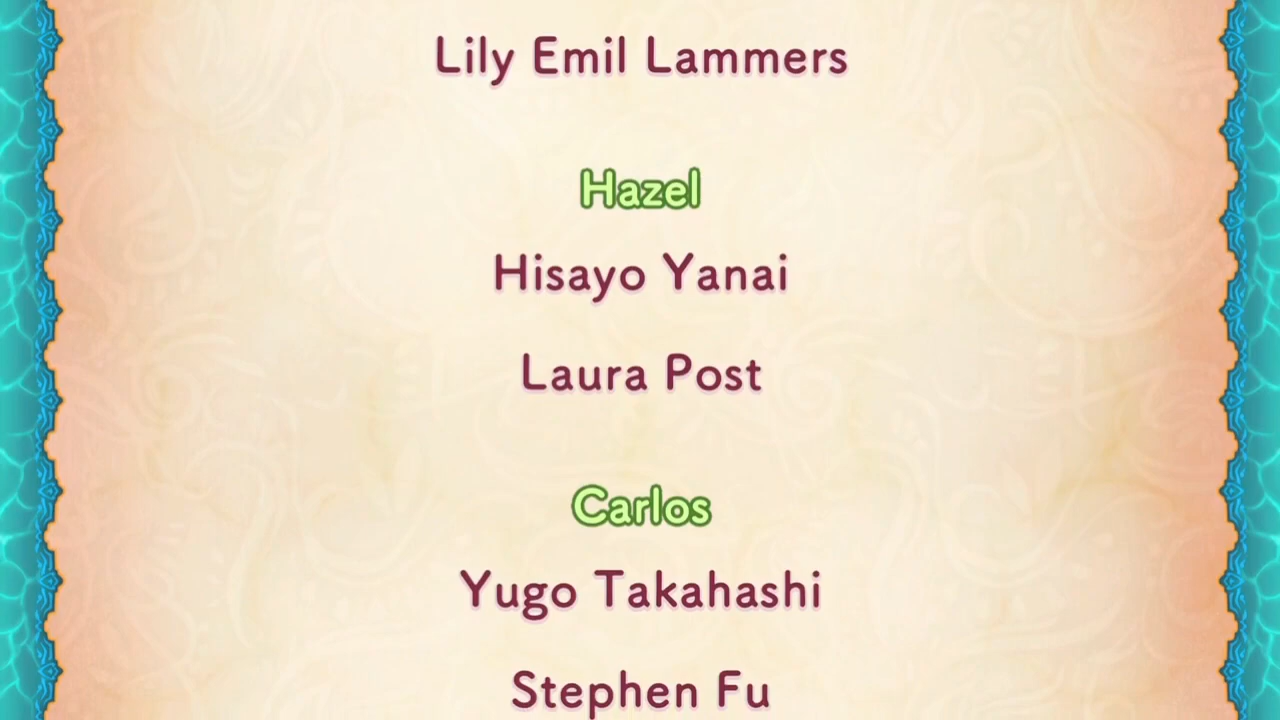 Lily Emil Lammers
Hazel
Hisayo Yanai
Laura Post
Carlos
Yugo Takahashi
Stephen Fu